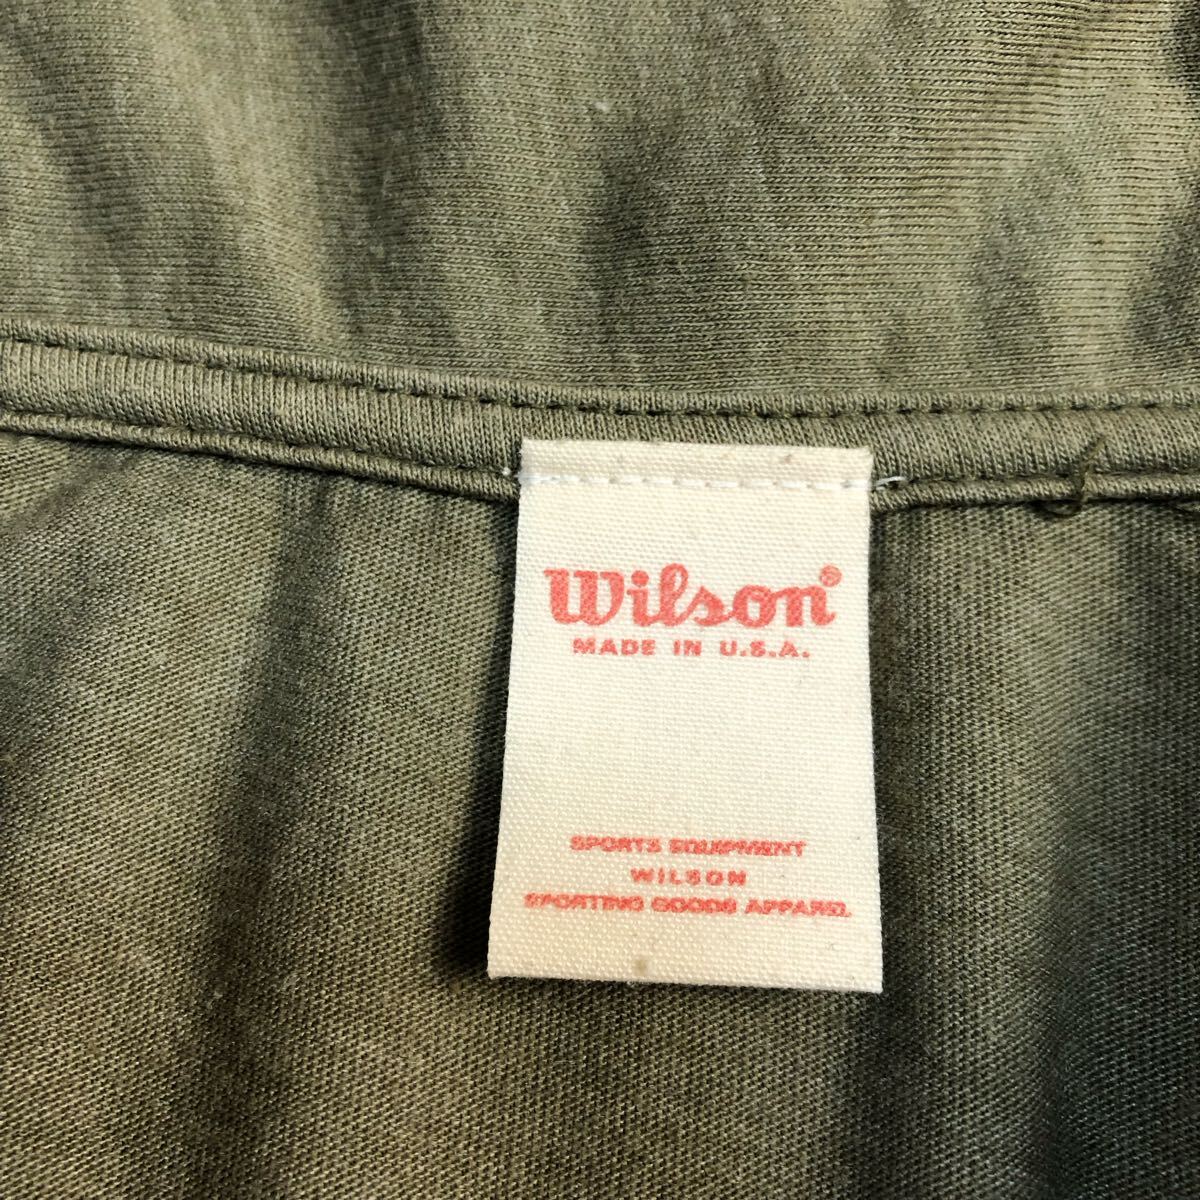 Wilson®
MADE IN U.S.A.
SPORTS EQUIPMENT
WILSON
SPORTING GOODS APPAREL